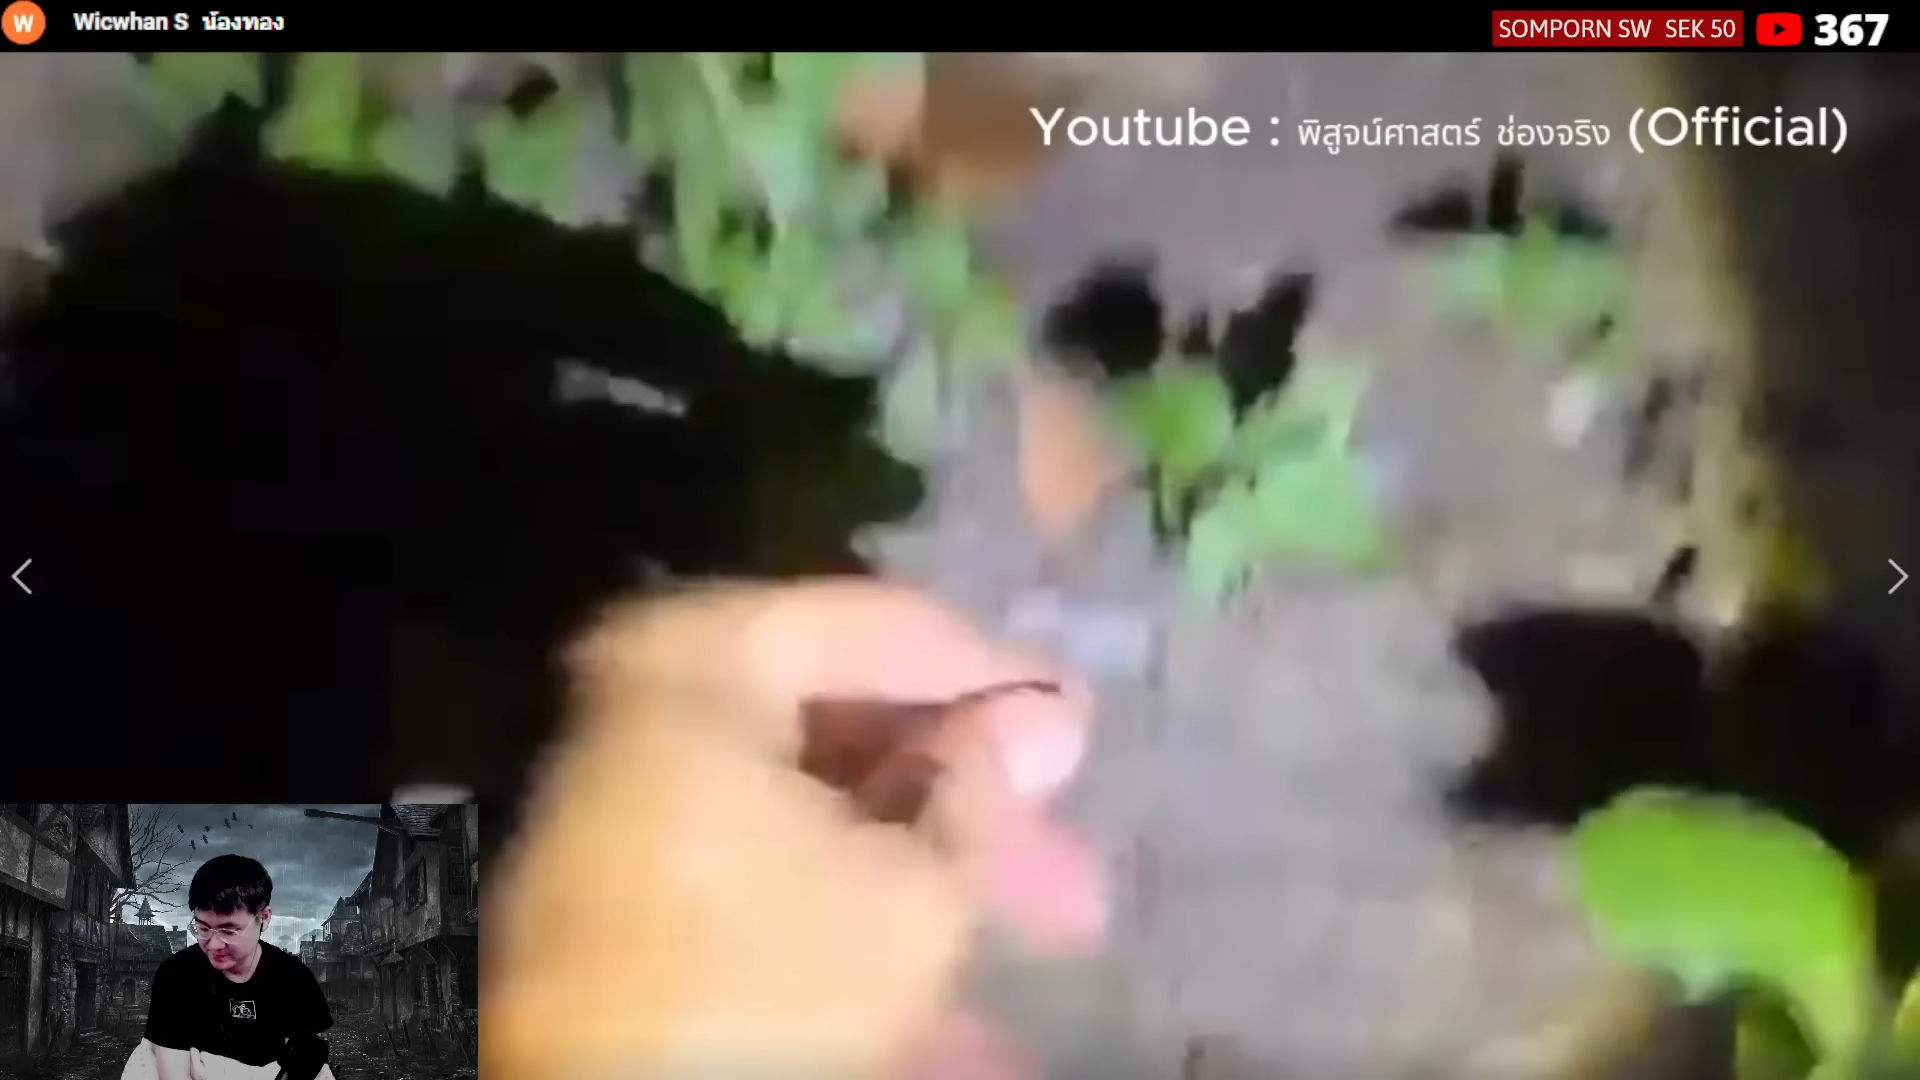 W Wicwhan S น้องทอง
SOMPORN SW SEK 50 367
Youtube : พิสูจน์ศาสตร์ ช่องจริง (Official)